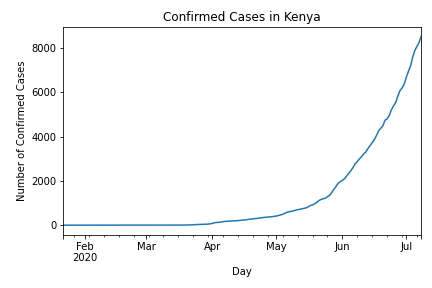 Confirmed Cases in Kenya
Number of Confirmed Cases
8000
6000
4000
2000
0
Feb Mar Apr May Jun Jul
2020
Day